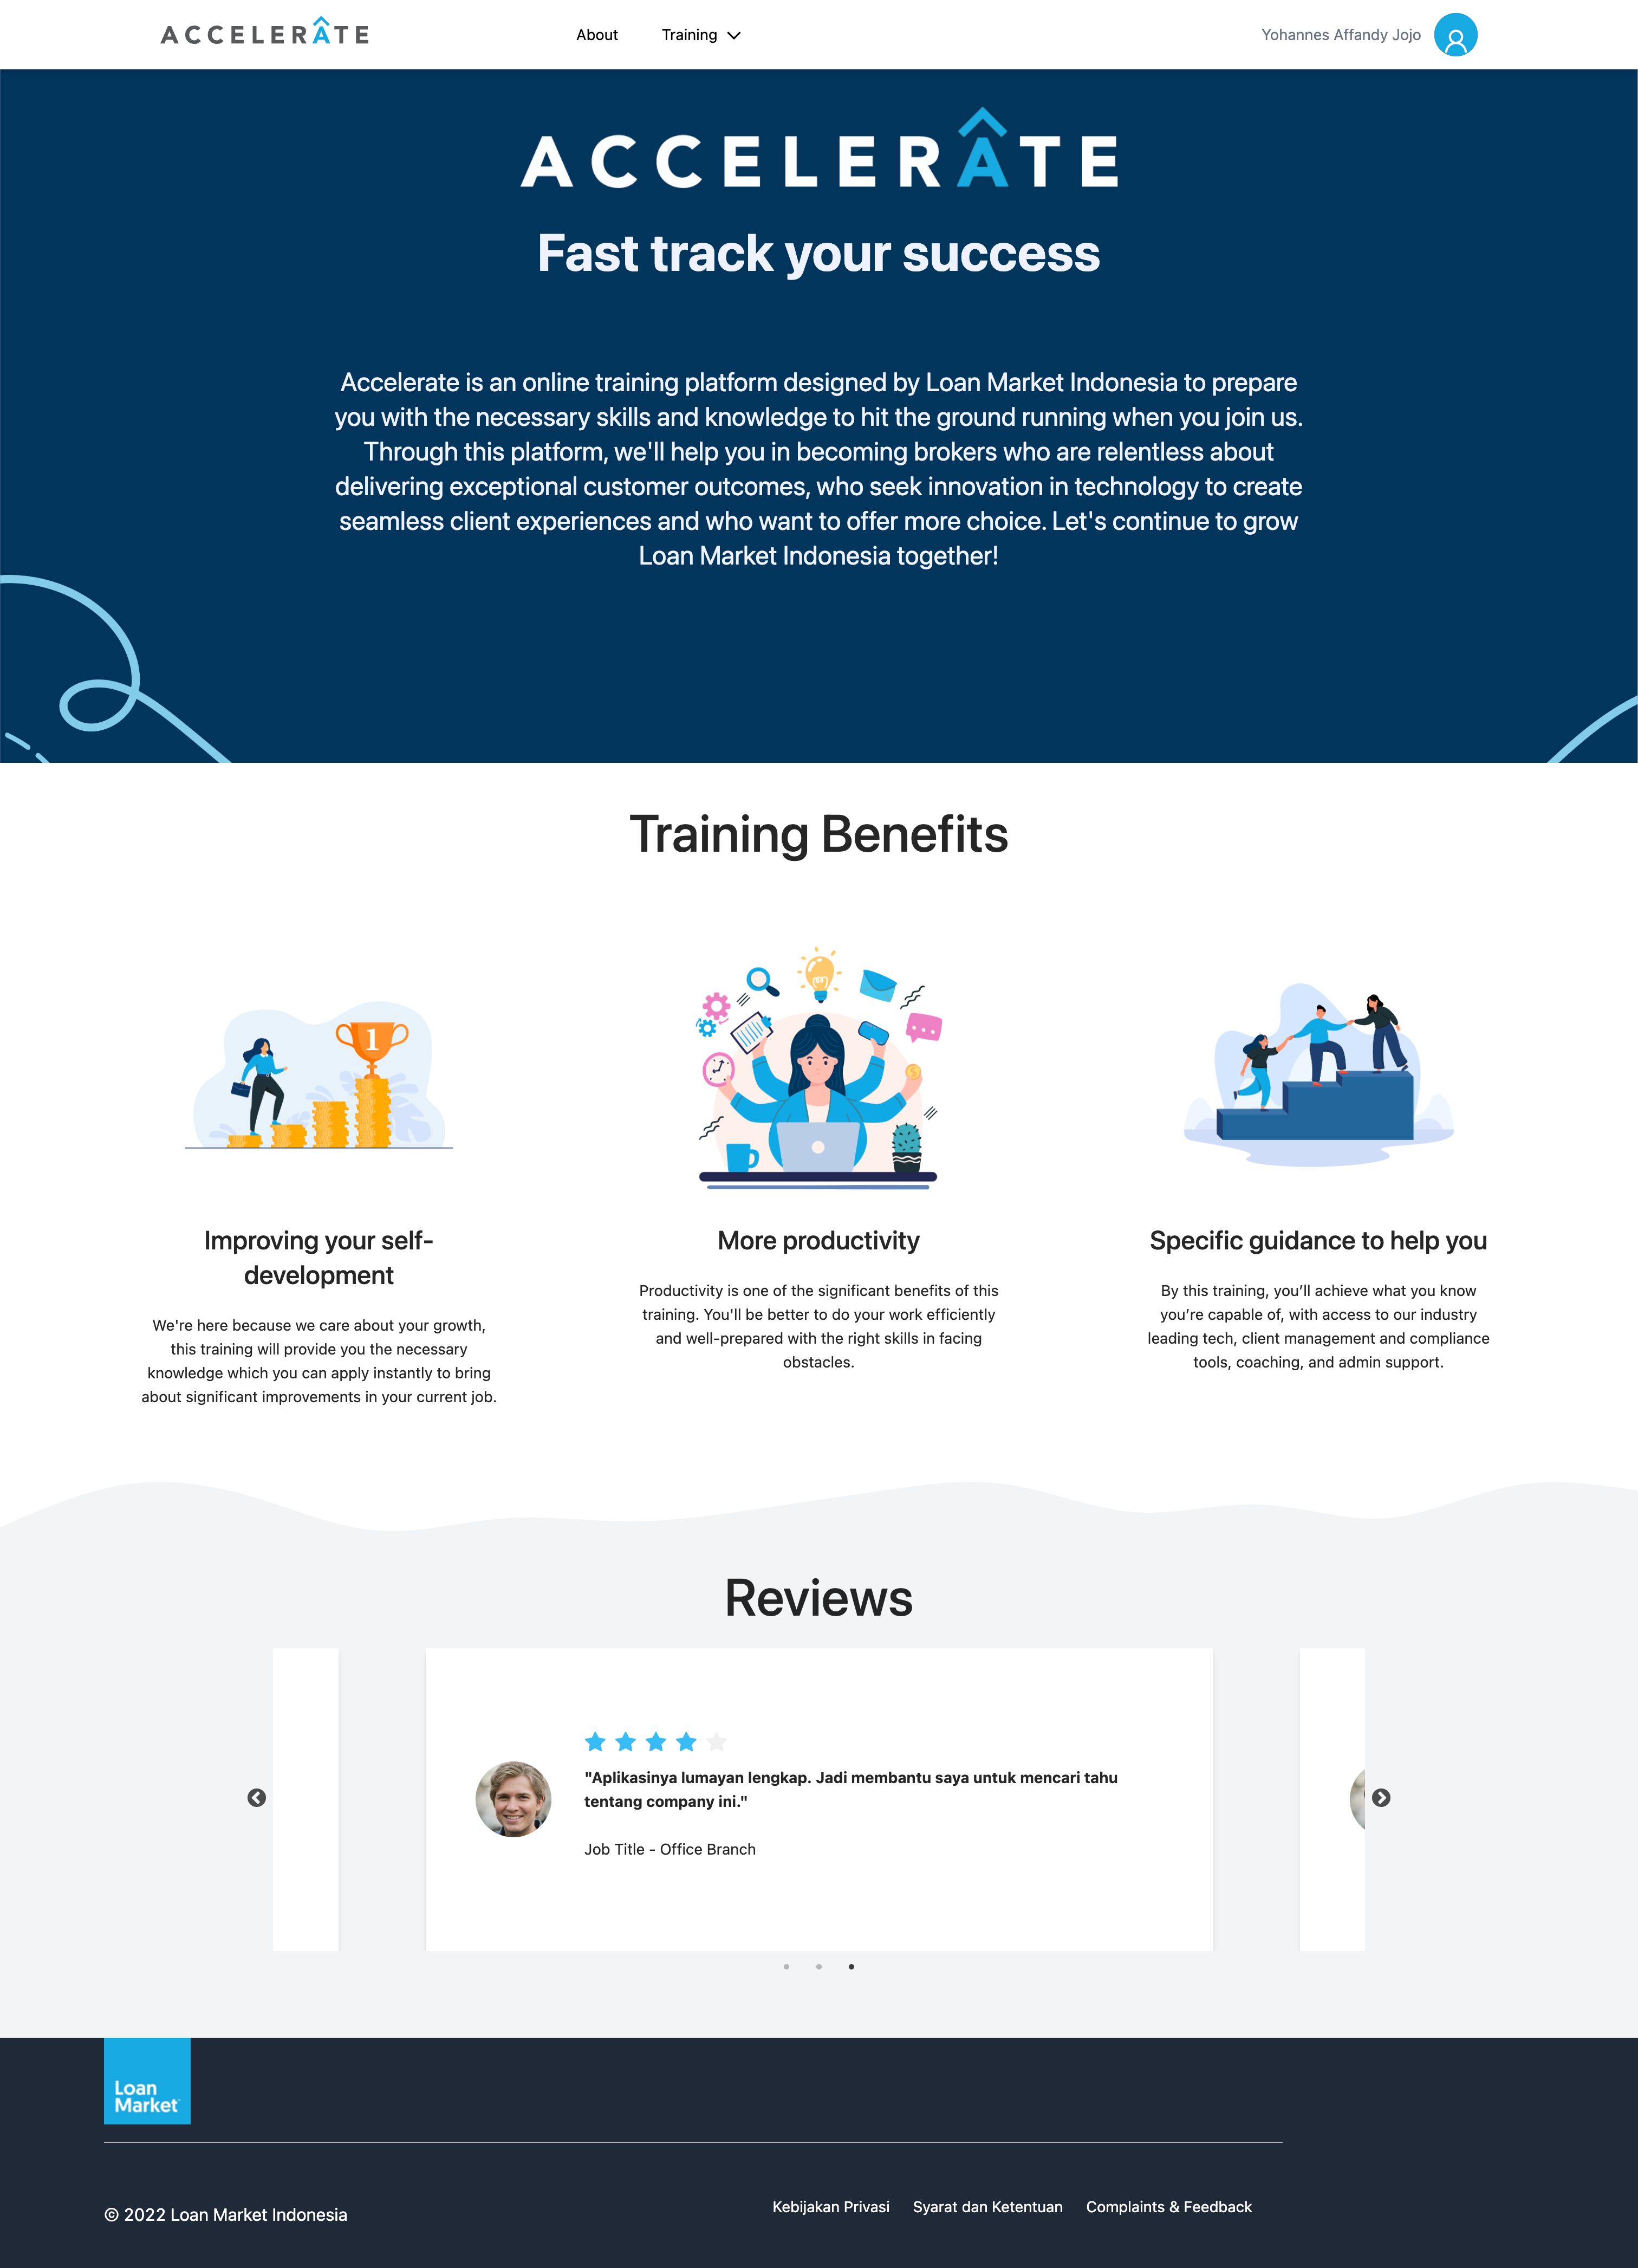 ACCELERÂTE
About
Training
Yohannes Affandy Jojo
ACCELERÂTE
Fast track your success
Accelerate is an online training platform designed by Loan Market Indonesia to prepare
you with the necessary skills and knowledge to hit the ground running when you join us.
Through this platform, we'll help you in becoming brokers who are relentless about
delivering exceptional customer outcomes, who seek innovation in technology to create
seamless client experiences and who want to offer more choice. Let's continue to grow
Loan Market Indonesia together!
Training Benefits
1
$
Improving your self-
development
We're here because we care about your growth,
this training will provide you the necessary
knowledge which you can apply instantly to bring
about significant improvements in your current job.
More productivity
Productivity is one of the significant benefits of this
training. You'll be better to do your work efficiently
and well-prepared with the right skills in facing
obstacles.
Specific guidance to help you
By this training, you’ll achieve what you know
you’re capable of, with access to our industry
leading tech, client management and compliance
tools, coaching, and admin support.
Reviews
"Aplikasinya lumayan lengkap. Jadi membantu saya untuk mencari tahu
tentang company ini."
Job Title - Office Branch
Loan
Market
© 2022 Loan Market Indonesia
Kebijakan Privasi
Syarat dan Ketentuan
Complaints & Feedback